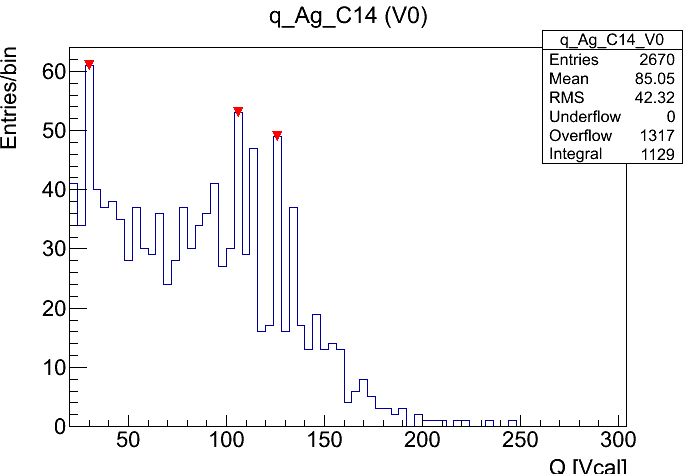 q_Ag_C14 (V0)
q_Ag_C14_V0
Entries 2670
Mean 85.05
RMS 42.32
Underflow 0
Overflow 1317
Integral 1129
Entries/bin
60
50
40
30
20
10
0
50 100 150 200 250 300
Q [Vcal]